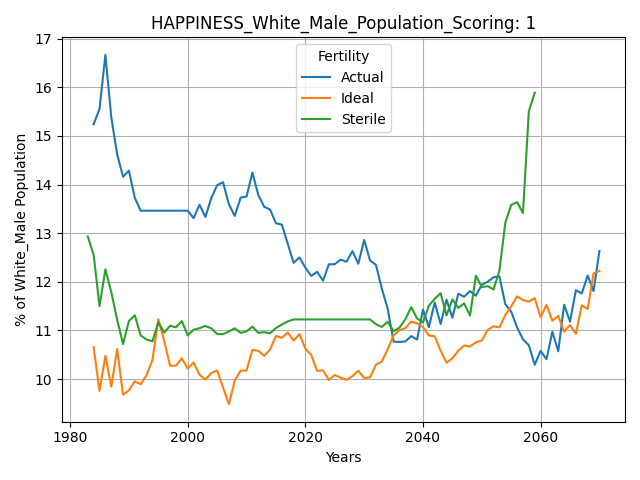 HAPPINESS_White_Male_Population_Scoring: 1
% of White_Male Population
17
16
15
14
13
12
11
10
Fertility
Actual
Ideal
Sterile
1980
2000
2020
2040
2060
Years